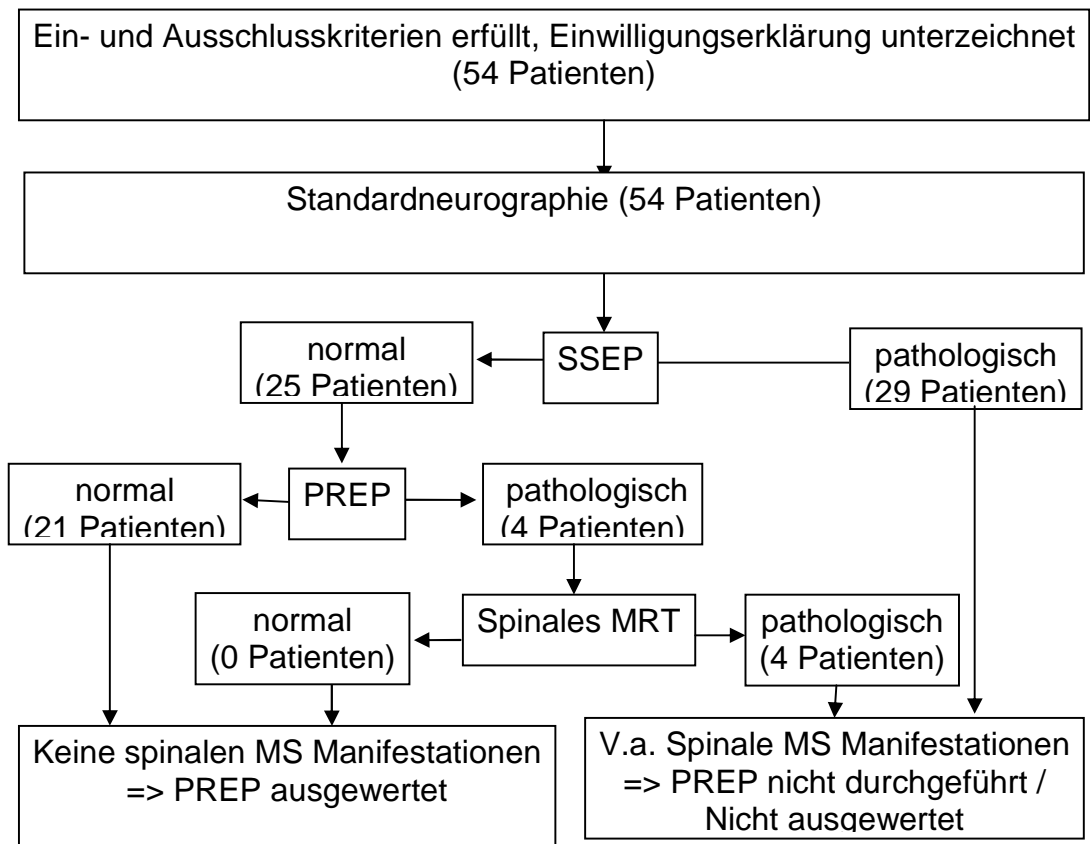 Ein- und Ausschlusskriterien erfüllt, Einwilligungserklärung unterzeichnet
(54 Patienten)
Standardneurographie (54 Patienten)
normal
(25 Patienten)
SSEP
pathologisch
(29 Patienten)
normal
(21 Patienten)
PREP
pathologisch
(4 Patienten)
normal
(0 Patienten)
Spinales MRT
pathologisch
(4 Patienten)
Keine spinalen MS Manifestationen
=> PREP ausgewertet
V.a. Spinale MS Manifestationen
=> PREP nicht durchgeführt /
Nicht ausgewertet